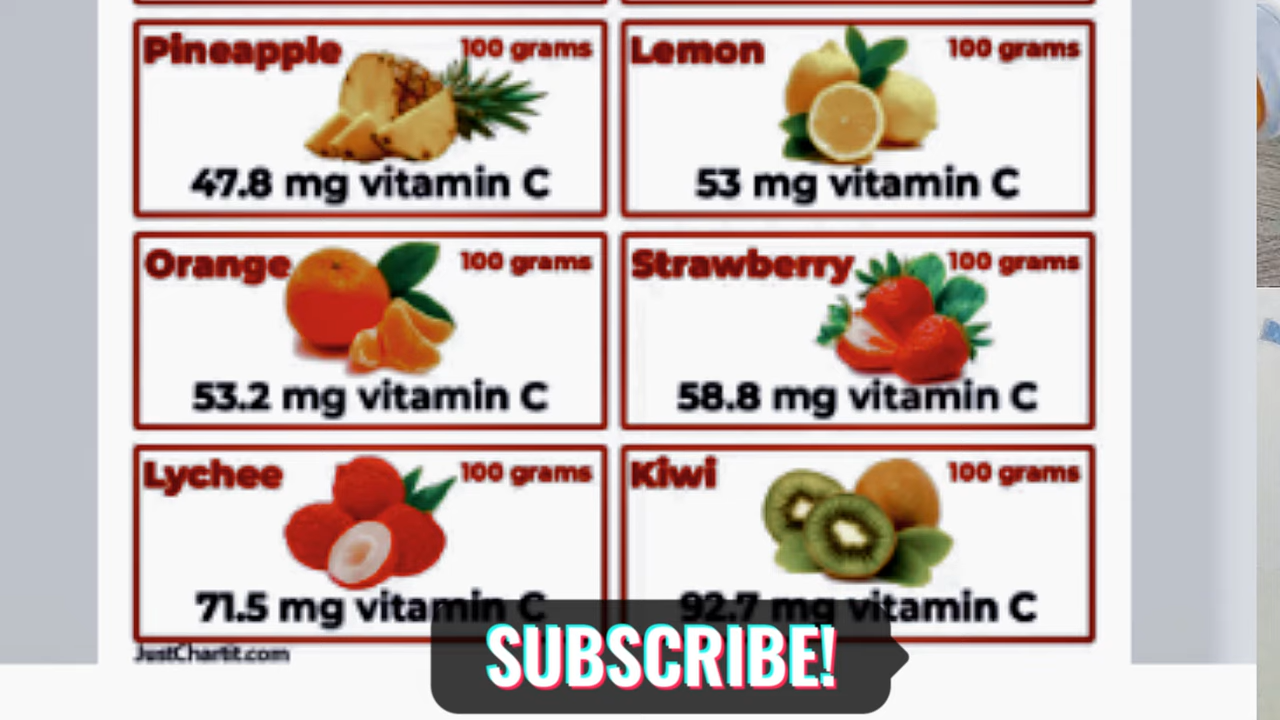 Pineapple 100 grams
47.8 mg vitamin C
Lemon 100 grams
53 mg vitamin C
Orange 100 grams
53.2 mg vitamin C
Strawberry 100 grams
58.8 mg vitamin C
Lychee 100 grams
71.5 mg vitamin C
Kiwi 100 grams
92.7 mg vitamin C
JustChartit.com
SUBSCRIBE!